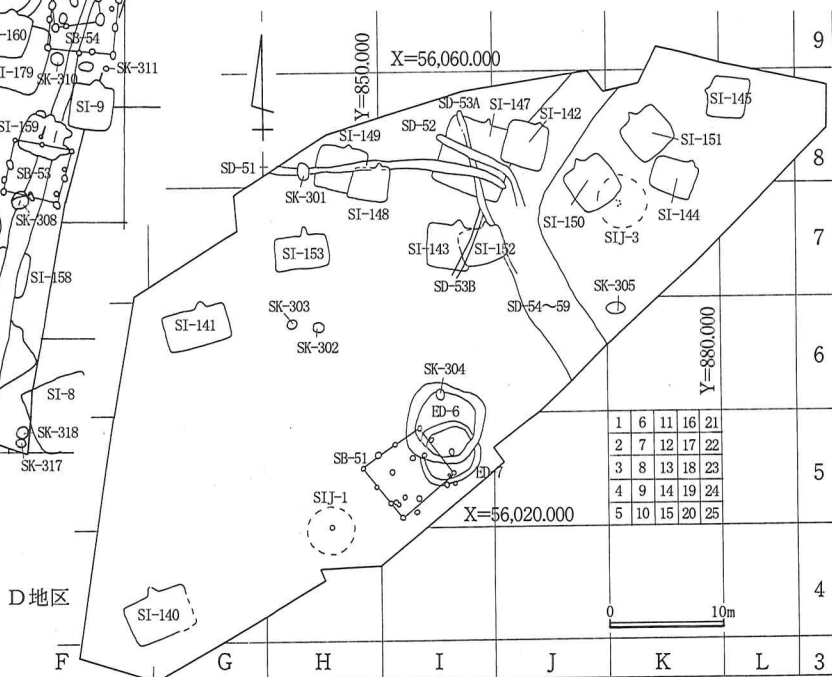 -160
SB-54
I-179
SK-310
SK-311
SI-9
SI-159
SB-53
SK-308
SI-158
SI-8
SK-318
SK-317
D地区
X=56,060.000
Y=850.000
SD-53A
SI-147
SI-142
SI-145
SD-52
SI-149
SI-151
SD-51
SK-301
SI-148
SI-150
SI-144
SIJ-3
SI-153
SI-143
SI-152
SD-53B
SK-305
SD-54〜59
SI-141
SK-303
SK-302
Y=880.000
SK-304
ED-6
SB-51
ED-7
SIJ-1
X=56,020.000
SI-140
1 6 11 16 21
2 7 12 17 22
3 8 13 18 23
4 9 14 19 24
5 10 15 20 25
0 10m
9
8
7
6
5
4
3
F G H I J K L